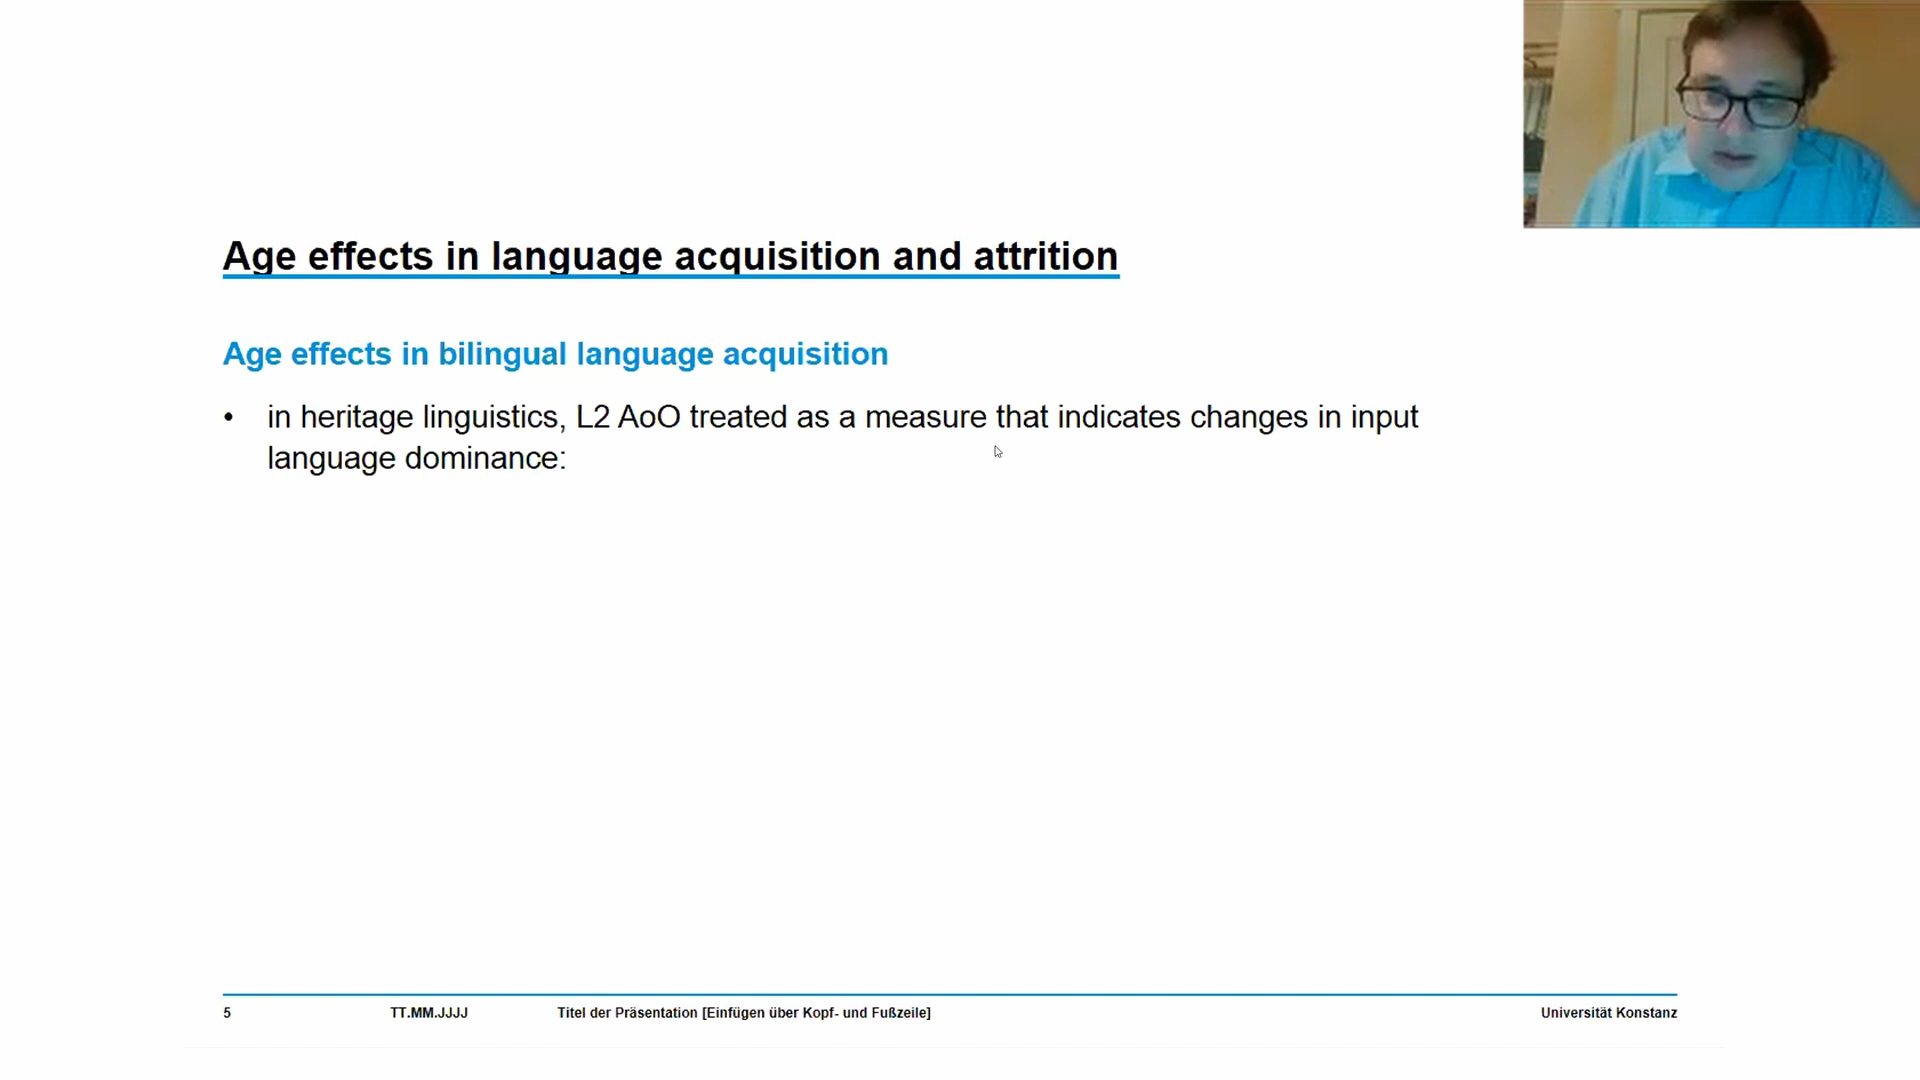 Age effects in language acquisition and attrition
Age effects in bilingual language acquisition
• in heritage linguistics, L2 AoO treated as a measure that indicates changes in input
language dominance:
5 TT.MM.JJJJ Titel der Präsentation [Einfügen über Kopf- und Fußzeile] Universität Konstanz